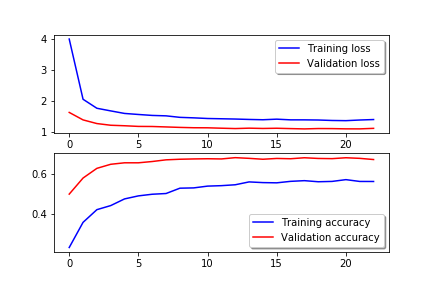 4
3
2
1
Training loss
Validation loss
0 5 10 15 20
0.6
0.4
Training accuracy
Validation accuracy
0 5 10 15 20